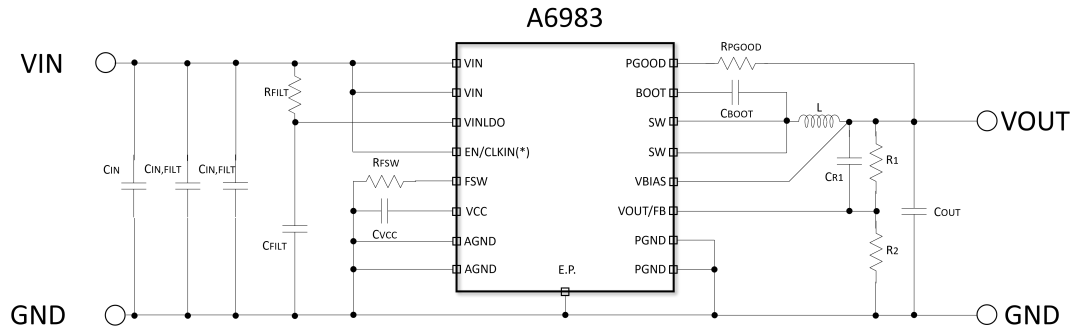 A6983
VIN
VIN
VIN
VINLDO
EN/CLKIN(*)
FSW
VCC
AGND
AGND
E.P.
PGOOD
BOOT
SW
SW
VBIAS
VOUT/FB
PGND
PGND
RFILT
CIN
CIN,FILT
CIN,FILT
CFILT
RFSW
CVCC
RPGOOD
CBOOT
L
CR1
R1
R2
COUT
VOUT
GND
GND